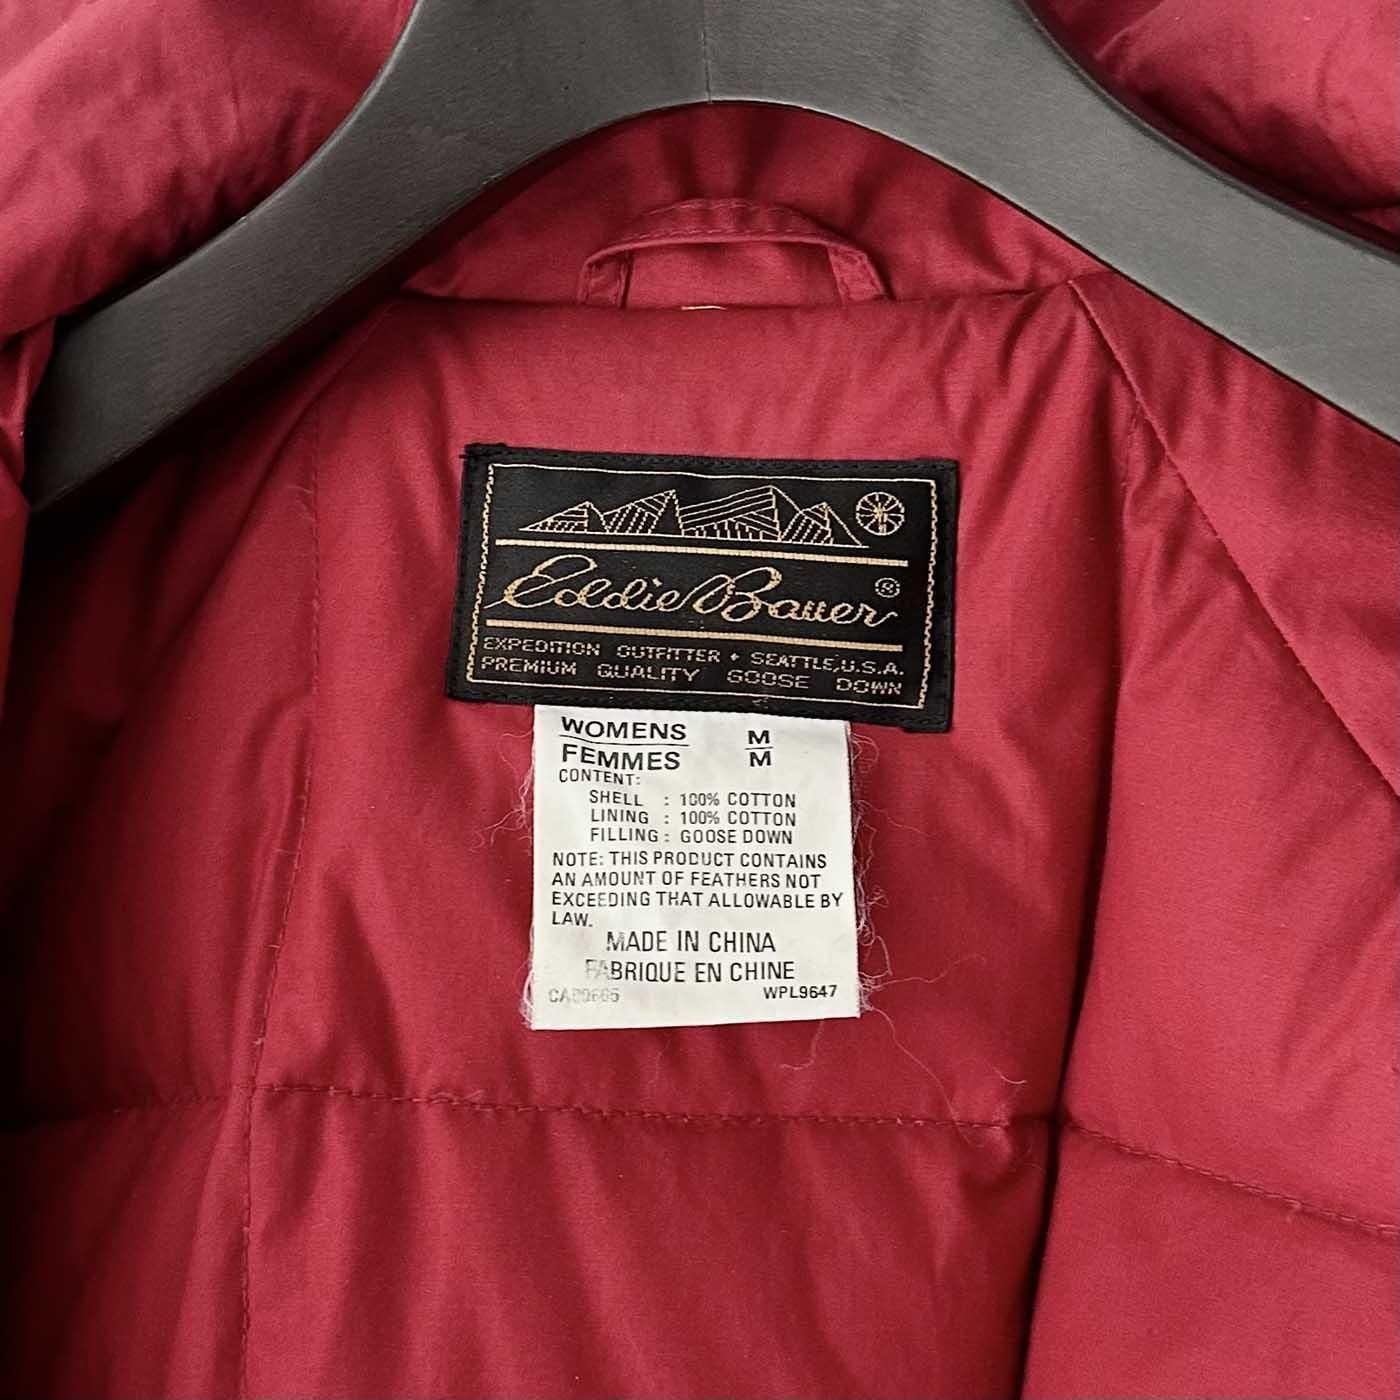 Eddie Bauer®
EXPEDITION OUTFITTER • SEATTLE, U.S.A.
PREMIUM QUALITY GOOSE DOWN
WOMENS M
FEMMES M
CONTENT:
SHELL : 100% COTTON
LINING : 100% COTTON
FILLING : GOOSE DOWN
NOTE: THIS PRODUCT CONTAINS
AN AMOUNT OF FEATHERS NOT
EXCEEDING THAT ALLOWABLE BY
LAW.
MADE IN CHINA
FABRIQUE EN CHINE
WPL9647